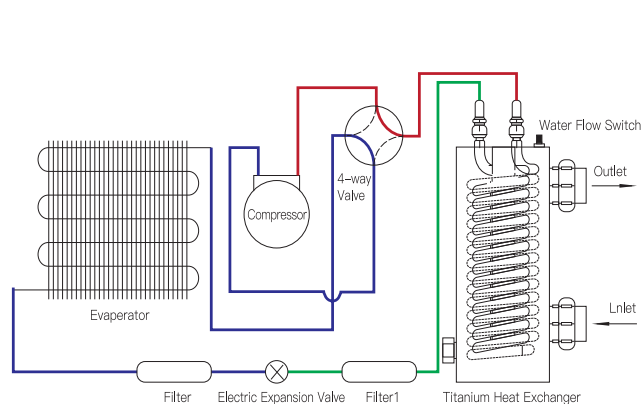 Water Flow Switch
Outlet
4-way
Valve
Compressor
Lnlet
Evaperator
Filter
Electric Expansion Valve
Filter1
Titanium Heat Exchanger